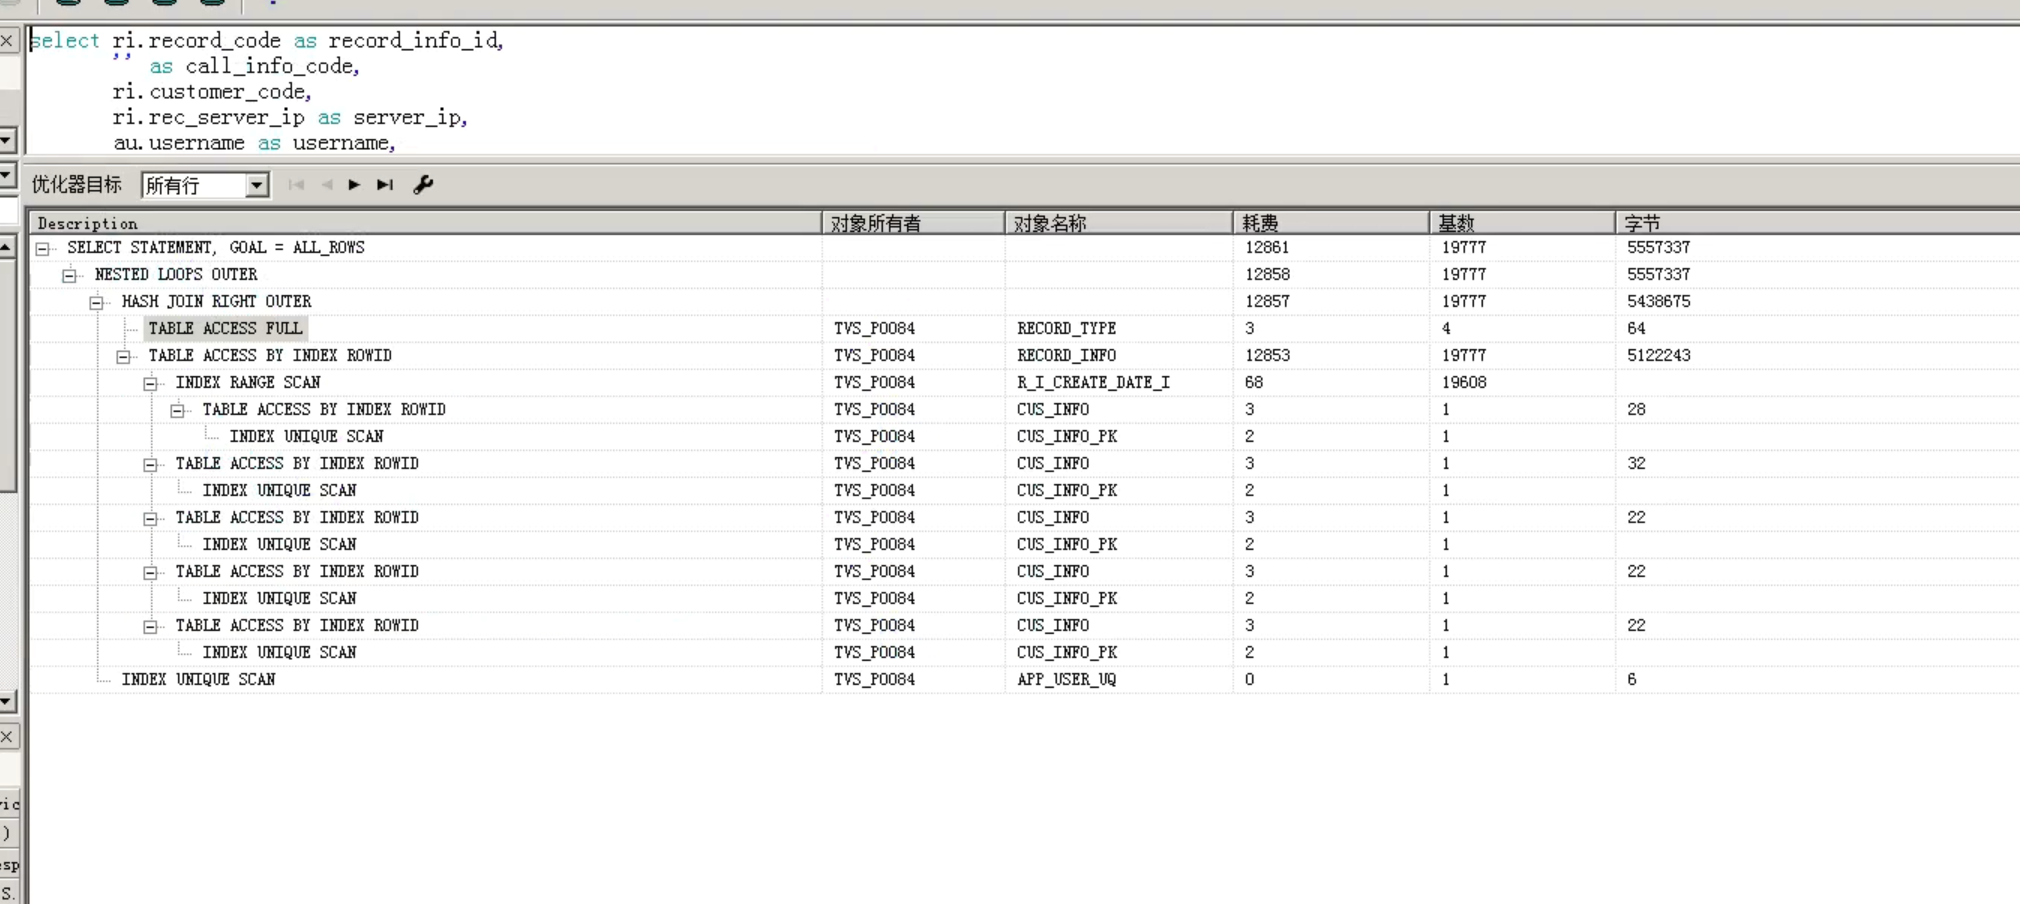 select ri.record_code as record_info_id,
'' as call_info_code,
ri.customer_code,
ri.rec_server_ip as server_ip,
au.username as username,
优化器目标 所有行
Description 对象所有者 对象名称 耗费 基数 字节
SELECT STATEMENT, GOAL = ALL_ROWS 12861 19777 5557337
NESTED LOOPS OUTER 12858 19777 5557337
HASH JOIN RIGHT OUTER 12857 19777 5438675
TABLE ACCESS FULL TVS_P0084 RECORD_TYPE 3 4 64
TABLE ACCESS BY INDEX ROWID TVS_P0084 RECORD_INFO 12853 19777 5122243
INDEX RANGE SCAN TVS_P0084 R_I_CREATE_DATE_I 68 19608
TABLE ACCESS BY INDEX ROWID TVS_P0084 CUS_INFO 3 1 28
INDEX UNIQUE SCAN TVS_P0084 CUS_INFO_PK 2 1
TABLE ACCESS BY INDEX ROWID TVS_P0084 CUS_INFO 3 1 32
INDEX UNIQUE SCAN TVS_P0084 CUS_INFO_PK 2 1
TABLE ACCESS BY INDEX ROWID TVS_P0084 CUS_INFO 3 1 22
INDEX UNIQUE SCAN TVS_P0084 CUS_INFO_PK 2 1
TABLE ACCESS BY INDEX ROWID TVS_P0084 CUS_INFO 3 1 22
INDEX UNIQUE SCAN TVS_P0084 CUS_INFO_PK 2 1
TABLE ACCESS BY INDEX ROWID TVS_P0084 CUS_INFO 3 1 22
INDEX UNIQUE SCAN TVS_P0084 CUS_INFO_PK 2 1
INDEX UNIQUE SCAN TVS_P0084 APP_USER_UQ 0 1 6
)
S.